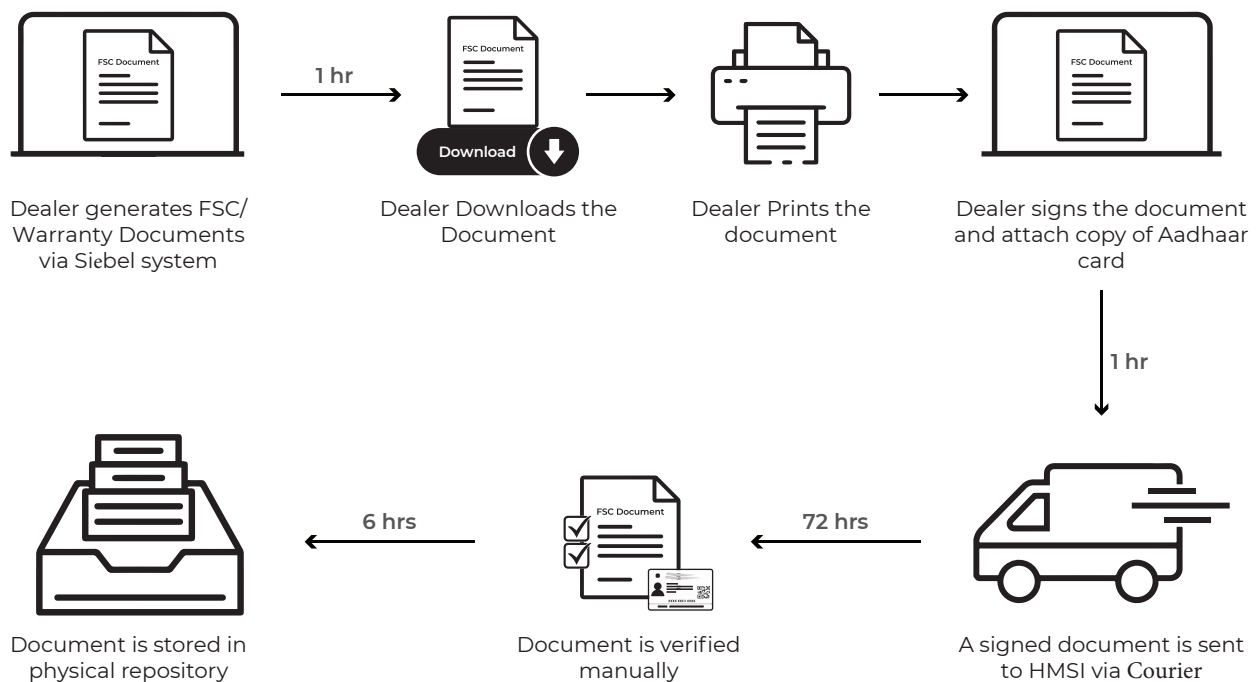 FSC Document
1 hr
FSC Document
Download
FSC Document
Dealer generates FSC/
Warranty Documents
via Siebel system
Dealer Downloads the
Document
Dealer Prints the
document
Dealer signs the document
and attach copy of Aadhaar
card
1 hr
6 hrs
FSC Document
72 hrs
XXXX XXXX XXXX
Document is stored in
physical repository
Document is verified
manually
A signed document is sent
to HMSI via Courier